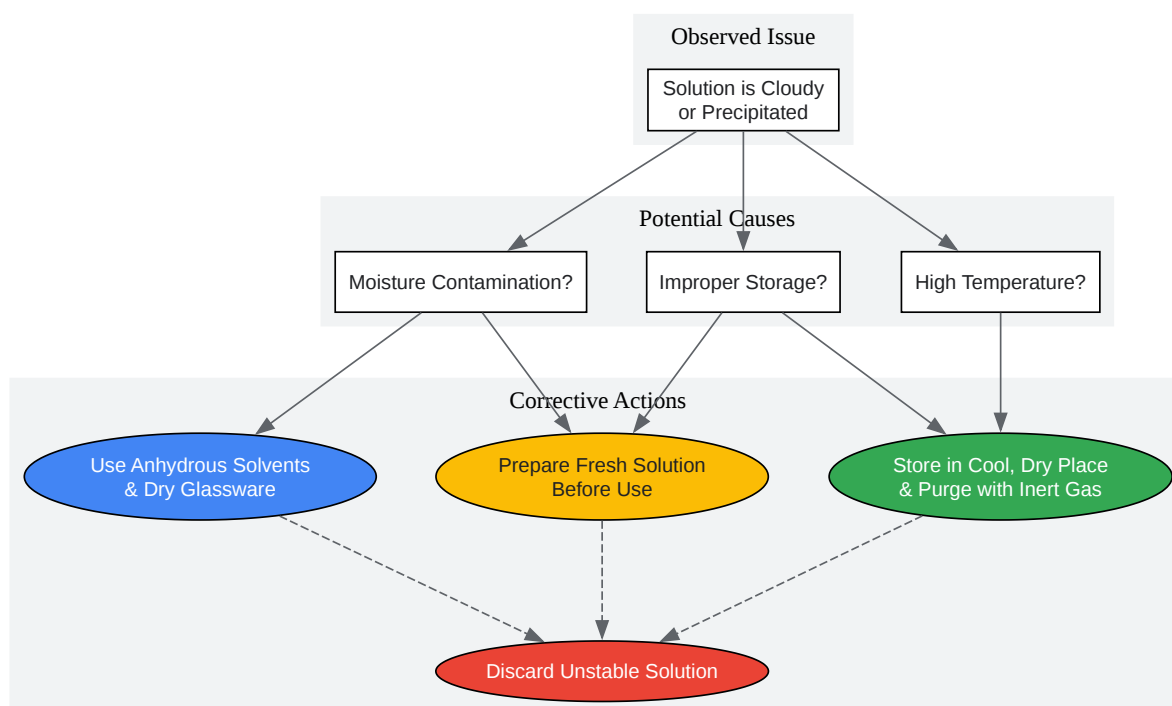 Observed Issue
Solution is Cloudy
or Precipitated
Potential Causes
Moisture Contamination?
Improper Storage?
High Temperature?
Corrective Actions
Use Anhydrous Solvents
& Dry Glassware
Prepare Fresh Solution
Before Use
Store in Cool, Dry Place
& Purge with Inert Gas
Discard Unstable Solution